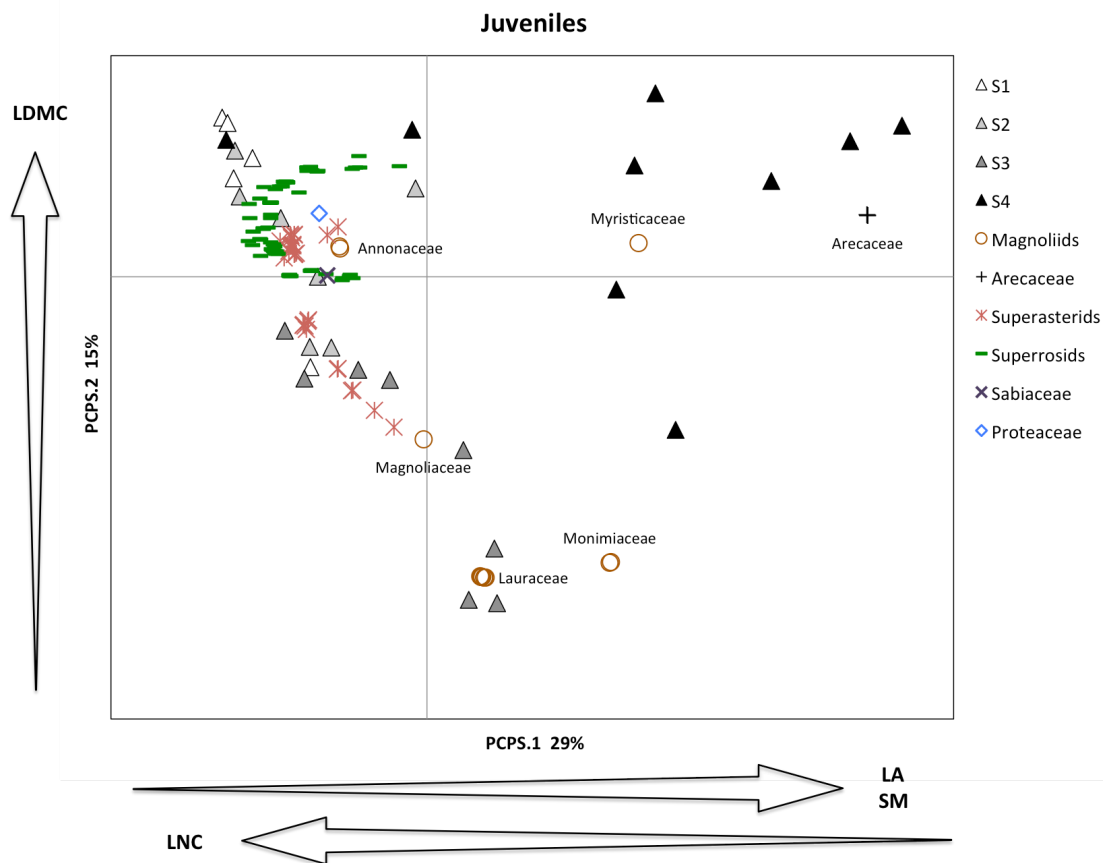 Juveniles
LDMC
S1
S2
S3
S4
Magnoliids
Arecaceae
Superasterids
Superrosids
Sabiaceae
Proteaceae
Myristicaceae
Arecaceae
Annonaceae
PCPS.2 15%
Magnoliaceae
Monimiaceae
Lauraceae
PCPS.1 29%
LA
SM
LNC